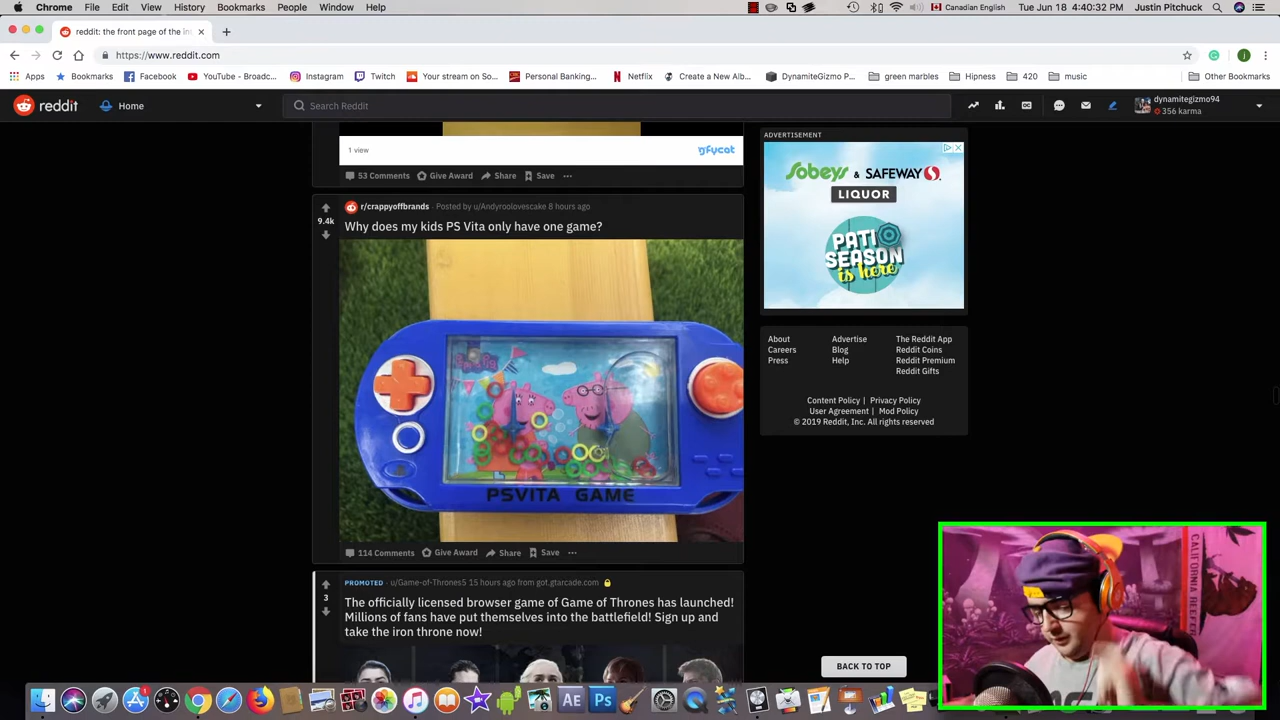 Chrome File Edit View History Bookmarks People Window Help
Canadian English Tue Jun 18 4:40:32 PM Justin Pitchuck
reddit: the front page of the in
https://www.reddit.com
Apps Bookmarks Facebook YouTube - Broadc... Instagram Twitch Your stream on So... Personal Banking... Netflix Create a New Alb... DynamiteGizmo P... green marbles Hipness 420 music Other Bookmarks
reddit Home Search Reddit dynamitegizmo94
356 karma
1 view gfycat
53 Comments Give Award Share Save
r/crappyoffbrands · Posted by u/Andyroolovescake 8 hours ago
9.4k
Why does my kids PS Vita only have one game?
PSVITA GAME
114 Comments Give Award Share Save
PROMOTED · u/Game-of-Thrones5 15 hours ago from got.gtarcade.com
3
The officially licensed browser game of Game of Thrones has launched!
Millions of fans have put themselves into the battlefield! Sign up and
take the iron throne now!
ADVERTISEMENT
Sobeys & SAFEWAY
LIQUOR
PATI
SEASON
is here
About Advertise The Reddit App
Careers Blog Reddit Coins
Press Help Reddit Premium
Reddit Gifts
Content Policy | Privacy Policy
User Agreement | Mod Policy
© 2019 Reddit, Inc. All rights reserved
BACK TO TOP
CALIFORNIA REEFER
1
AE Ps